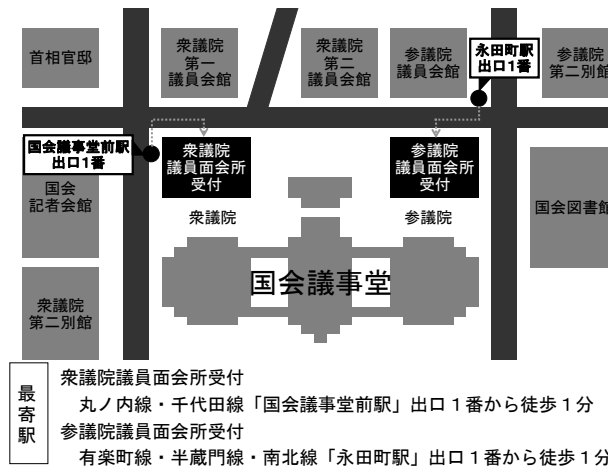 首相官邸
衆議院
第一
議員会館
衆議院
第二
議員会館
参議院
議員会館
永田町駅
出口1番
参議院
第二別館
国会議事堂前駅
出口1番
衆議院
議員面会所
受付
参議院
議員面会所
受付
国会
記者会館
衆議院
参議院
国会図書館
国会議事堂
衆議院
第二別館
最寄駅
衆議院議員面会所受付
丸ノ内線・千代田線「国会議事堂前駅」出口１番から徒歩１分
参議院議員面会所受付
有楽町線・半蔵門線・南北線「永田町駅」出口１番から徒歩１分